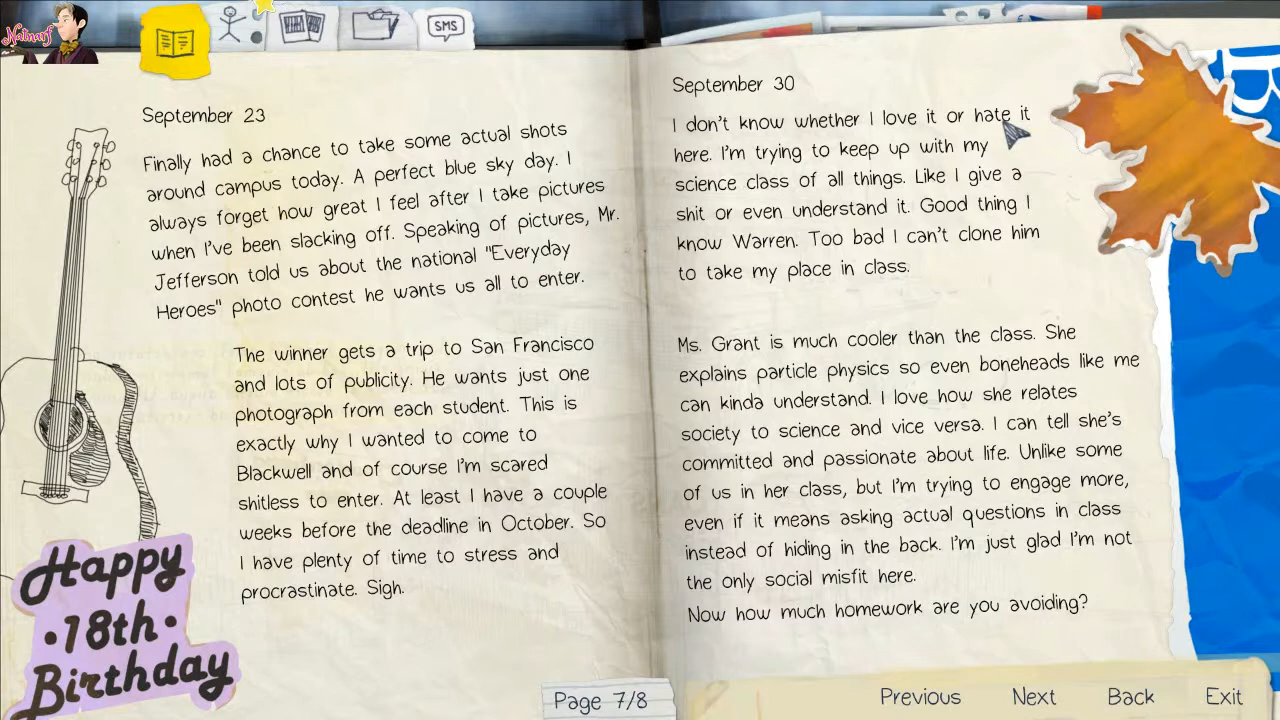 Nabnarf
SMS
September 23
Finally had a chance to take some actual shots
around campus today. A perfect blue sky day. I
always forget how great I feel after I take pictures
when I've been slacking off. Speaking of pictures, Mr.
Jefferson told us about the national "Everyday
Heroes" photo contest he wants us all to enter.
The winner gets a trip to San Francisco
and lots of publicity. He wants just one
photograph from each student. This is
exactly why I wanted to come to
Blackwell and of course I'm scared
shitless to enter. At least I have a couple
weeks before the deadline in October. So
I have plenty of time to stress and
procrastinate. Sigh.
Happy
•18th•
Birthday
September 30
I don't know whether I love it or hate it
here. I'm trying to keep up with my
science class of all things. Like I give a
shit or even understand it. Good thing I
know Warren. Too bad I can't clone him
to take my place in class.
Ms. Grant is much cooler than the class. She
explains particle physics so even boneheads like me
can kinda understand. I love how she relates
society to science and vice versa. I can tell she's
committed and passionate about life. Unlike some
of us in her class, but I'm trying to engage more,
even if it means asking actual questions in class
instead of hiding in the back. I'm just glad I'm not
the only social misfit here.
Now how much homework are you avoiding?
Page 7/8
Previous
Next
Back
Exit